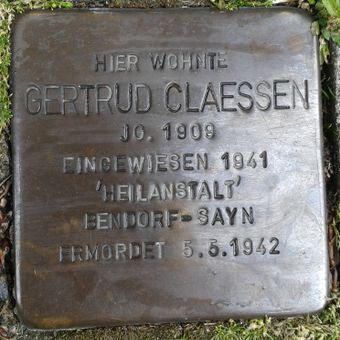 HIER WOHNTE
GERTRUD CLAESSEN
JG. 1909
EINGEWIESEN 1941
'HEILANSTALT'
BENDORF-SAYN
ERMORDET 5.5.1942